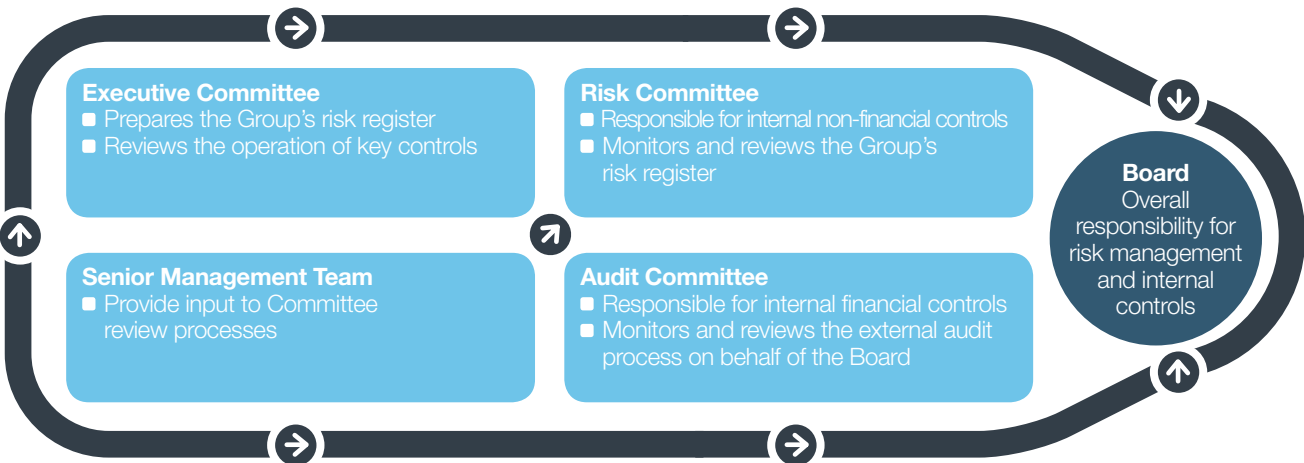 Executive Committee
Prepares the Group's risk register
Reviews the operation of key controls
Risk Committee
Responsible for internal non-financial controls
Monitors and reviews the Group's
risk register
Senior Management Team
Provide input to Committee
review processes
Audit Committee
Responsible for internal financial controls
Monitors and reviews the external audit
process on behalf of the Board
Board
Overall
responsibility for
risk management
and internal
controls